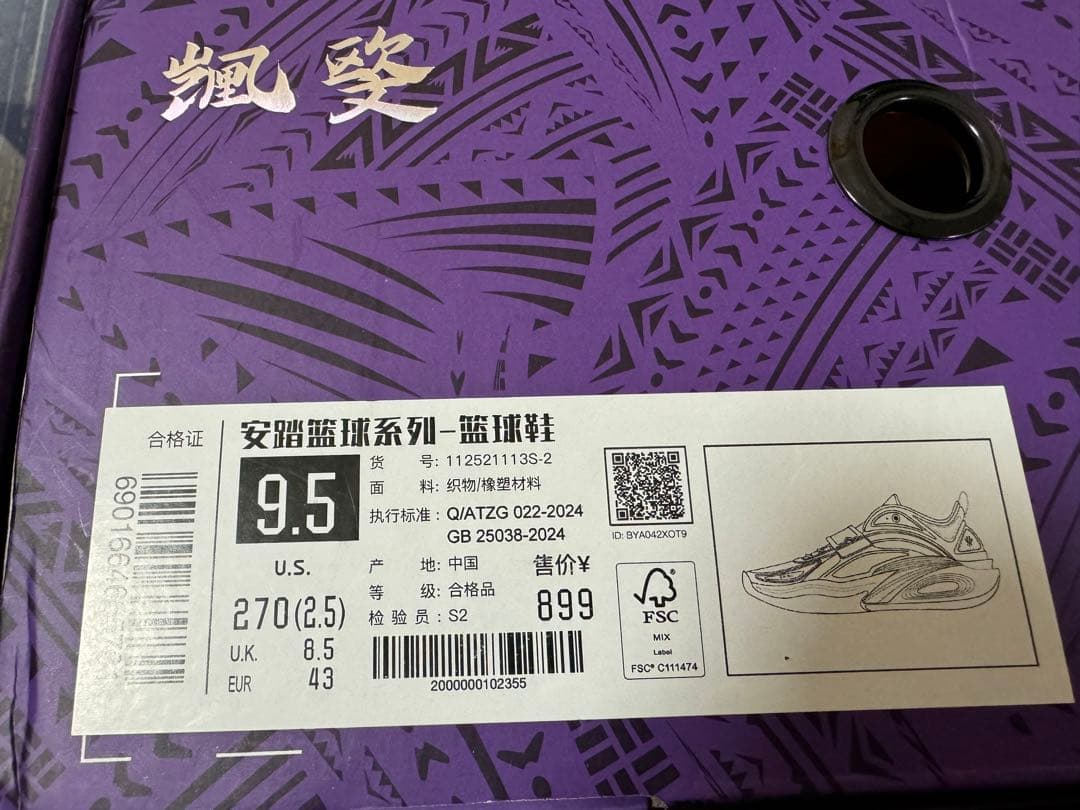 合格证
安踏篮球系列-篮球鞋
9.5
U.S.
270(2.5)
U.K. 8.5
EUR 43
货 号: 112521113S-2
面 料: 织物/橡塑材料
执行标准: Q/ATZG 022-2024
GB 25038-2024
产 地: 中国
等 级: 合格品
检 验 员: S2
售价¥
899
2000000102355
ID: BYA042XOT9
FSC
MIX
Label
FSC® C111474